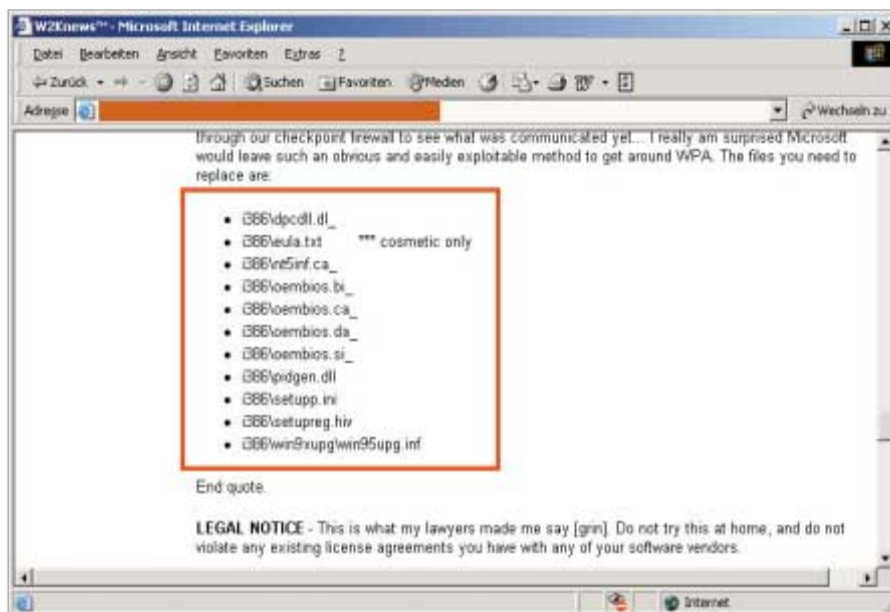 W2Knews™ - Microsoft Internet Explorer
Datei Bearbeiten Ansicht Favoriten Extras ?
Zurück Suchen Favoriten Medien
Adresse Wechseln zu
through our checkpoint firewall to see what was communicated yet... I really am surprised Microsoft
would leave such an obvious and easily exploitable method to get around WPA. The files you need to
replace are:
• i386\dpcdll.dl_
• i386\eula.txt *** cosmetic only
• i386\nt5inf.ca_
• i386\oembios.bi_
• i386\oembios.ca_
• i386\oembios.da_
• i386\oembios.si_
• i386\pidgen.dll
• i386\setupp.ini
• i386\setupreg.hiv
• i386\win9xupg\win95upg.inf
End quote.
LEGAL NOTICE - This is what my lawyers made me say [grin]. Do not try this at home, and do not
violate any existing license agreements you have with any of your software vendors.
Internet